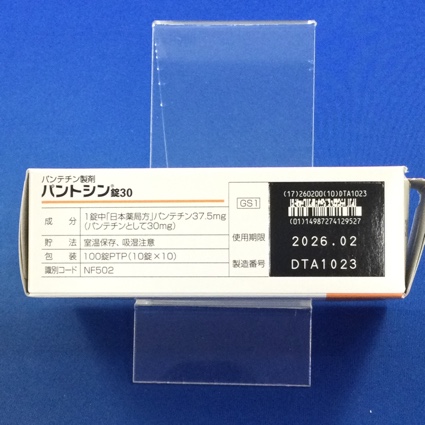 パンテチン製剤
パントシン®錠30
成 分 1錠中「日本薬局方」パンテチン37.5mg
(パンテチンとして30mg)
貯 法 室温保存、吸湿注意
包 装 100錠PTP(10錠×10)
識別コード NF502
GS1
使用期限
製造番号
(17)260200(10)DTA1023
(01)14987274129527
2026.02
DTA1023